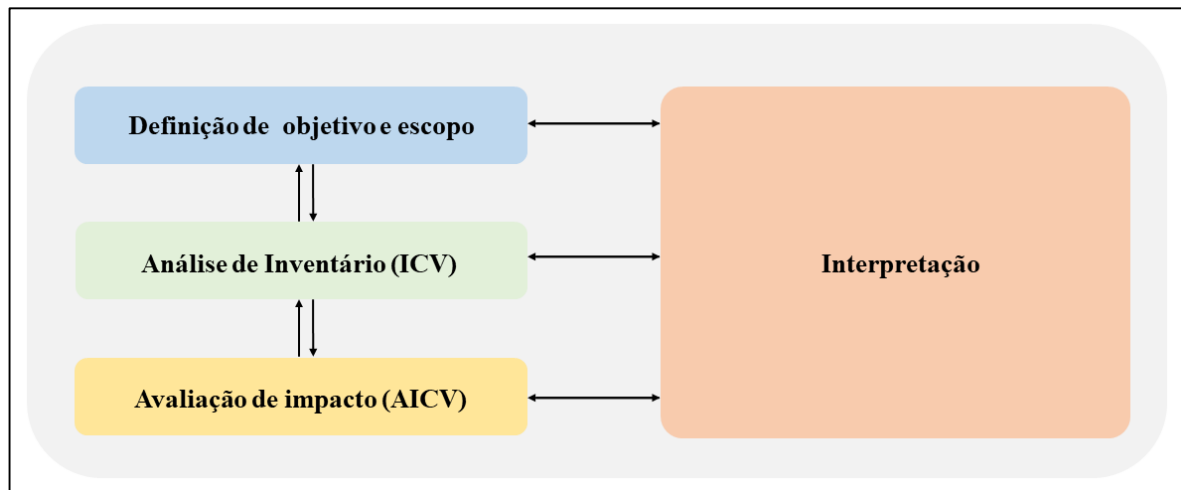 Definição de objetivo e escopo
Análise de Inventário (ICV)
Interpretação
Avaliação de impacto (AICV)